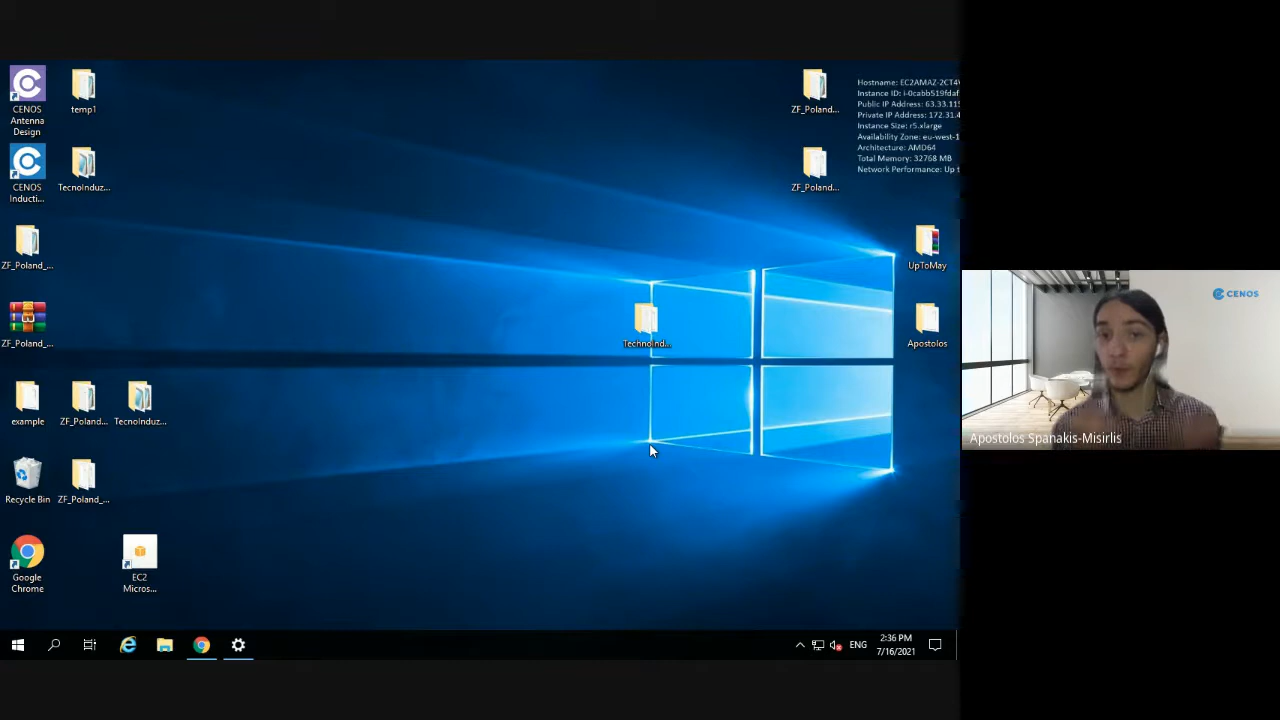 CENOS
Antenna
Design
temp1
ZF_Poland...
Hostname: EC2AMAZ-2CT4
Instance ID: i-0cabb519fdaf
Public IP Address: 63.33.115
Private IP Address: 172.31.4
Instance Size: r5.xlarge
Availability Zone: eu-west-1
Architecture: AMD64
Total Memory: 32768 MB
Network Performance: Up t
CENOS
Inducti...
TecnoInduz...
ZF_Poland...
ZF_Poland_...
UpToMay
ZF_Poland_...
TechnoInd...
Apostolos
example
ZF_Poland...
TecnoInduz...
Recycle Bin
ZF_Poland_...
Google
Chrome
EC2
Micros...
ENG
2:36 PM
7/16/2021
CENOS
Apostolos Spanakis-Misirlis